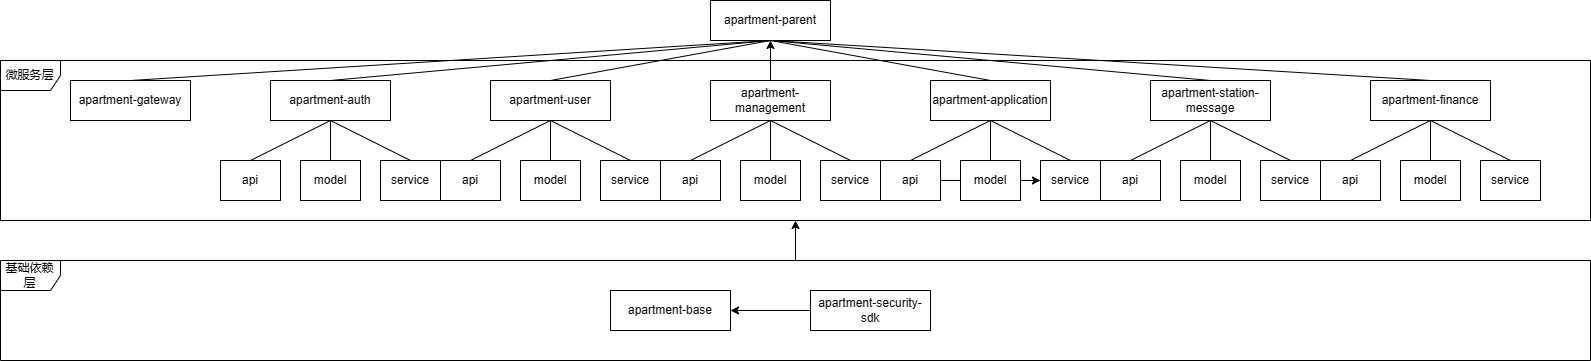 apartment-parent
微服务层
apartment-gateway
apartment-auth
apartment-user
apartment-
management
apartment-application
apartment-station-
message
apartment-finance
api
model
service
api
model
service
api
model
service
api
model
service
api
model
service
api
model
service
基础依赖
层
apartment-base
apartment-security-
sdk